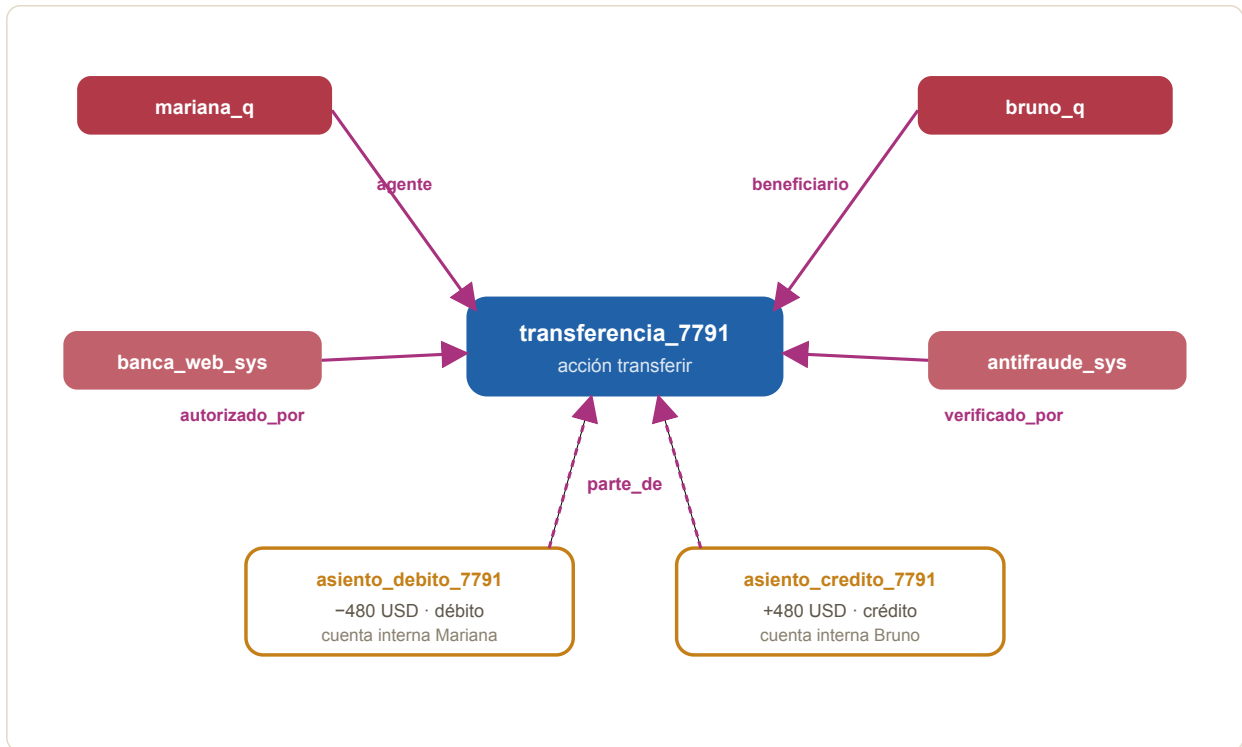 mariana_q
bruno_q
agente
beneficiario
transferencia_7791
acción transferir
banca_web_sys
antifraude_sys
autorizado_por
verificado_por
parte_de
asiento_debito_7791
−480 USD · débito
cuenta interna Mariana
asiento_credito_7791
+480 USD · crédito
cuenta interna Bruno